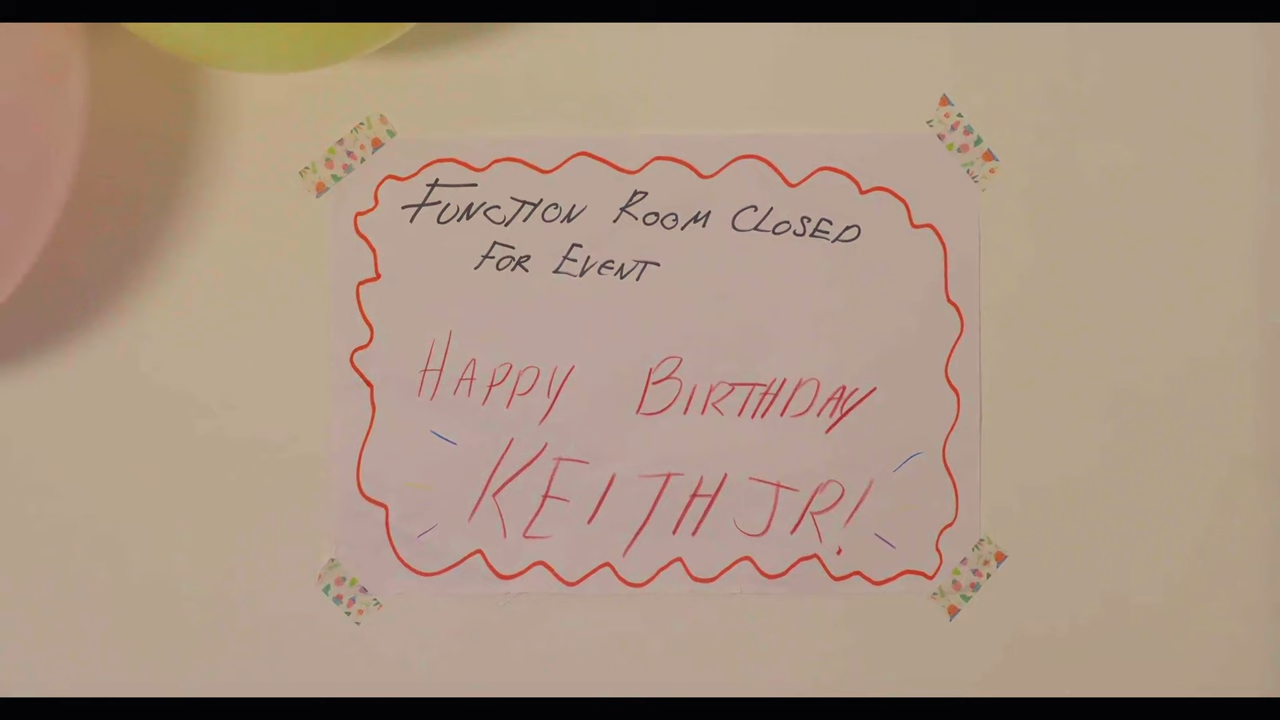 FUNCTION ROOM CLOSED
FOR EVENT
HAPPY BIRTHDAY
KEITH JR!